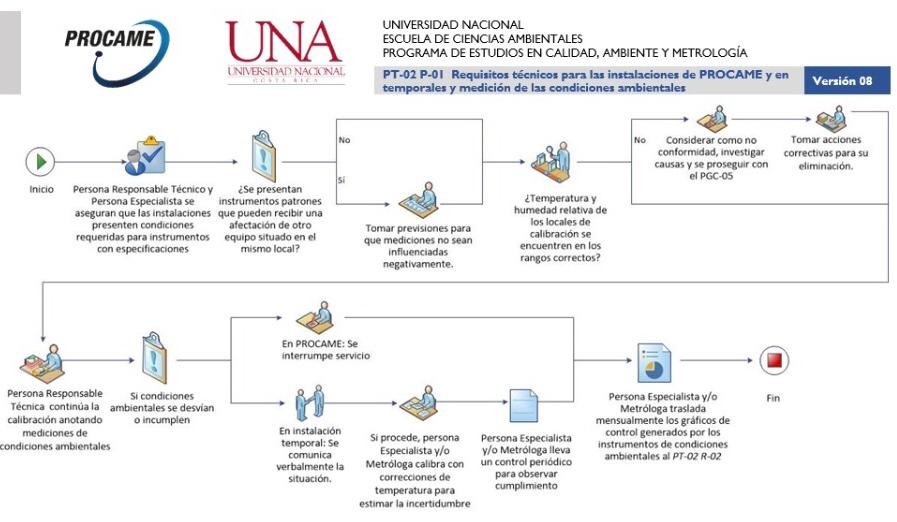 PROCAME
UNA
UNIVERSIDAD NACIONAL
COSTA RICA
UNIVERSIDAD NACIONAL
ESCUELA DE CIENCIAS AMBIENTALES
PROGRAMA DE ESTUDIOS EN CALIDAD, AMBIENTE Y METROLOGÍA
PT-02 P-01 Requisitos técnicos para las instalaciones de PROCAME y en
temporales y medición de las condiciones ambientales
Versión 08
Inicio
Persona Responsable Técnico y
Persona Especialista se
aseguran que las instalaciones
presenten condiciones
requeridas para instrumentos
con especificaciones
¿Se presentan
instrumentos patrones
que pueden recibir una
afectación de otro
equipo situado en el
mismo local?
No
Sí
Tomar previsiones para
que mediciones no sean
influenciadas
negativamente.
¿Temperatura y
humedad relativa de
los locales de
calibración se
encuentren en los
rangos correctos?
No
Considerar como no
conformidad, investigar
causas y se proseguir con
el PGC-05
Tomar acciones
correctivas para su
eliminación.
Persona Responsable
Técnica continúa la
calibración anotando
mediciones de
condiciones ambientales
Si condiciones
ambientales se desvían
o incumplen
En PROCAME: Se
interrumpe servicio
En instalación
temporal: Se
comunica
verbalmente la
situación.
Si procede, persona
Especialista y/o
Metróloga calibra con
correcciones de
temperatura para
estimar la incertidumbre
Persona Especialista
y/o Metróloga lleva
un control periódico
para observar
cumplimiento
Persona Especialista y/o
Metróloga traslada
mensualmente los gráficos de
control generados por los
instrumentos de condiciones
ambientales al PT-02 R-02
Fin